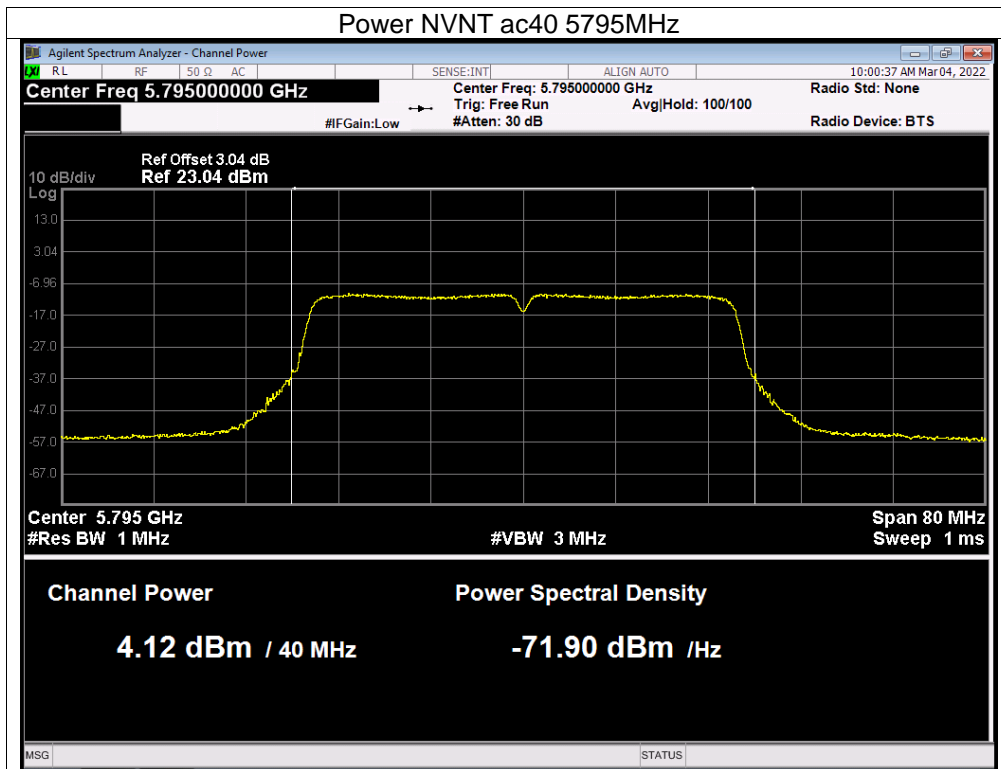 Power NVNT ac40 5795MHz
Agilent Spectrum Analyzer - Channel Power
LXI RL RF 50 Ω AC SENSE:INT ALIGN AUTO 10:00:37 AM Mar 04, 2022
Center Freq 5.795000000 GHz Center Freq: 5.795000000 GHz Radio Std: None
Trig: Free Run Avg|Hold: 100/100
#IFGain:Low #Atten: 30 dB Radio Device: BTS
Ref Offset 3.04 dB
10 dB/div Ref 23.04 dBm
Log
13.0
3.04
-6.96
-17.0
-27.0
-37.0
-47.0
-57.0
-67.0
Center 5.795 GHz Span 80 MHz
#Res BW 1 MHz #VBW 3 MHz Sweep 1 ms
Channel Power Power Spectral Density
4.12 dBm / 40 MHz -71.90 dBm /Hz
MSG STATUS